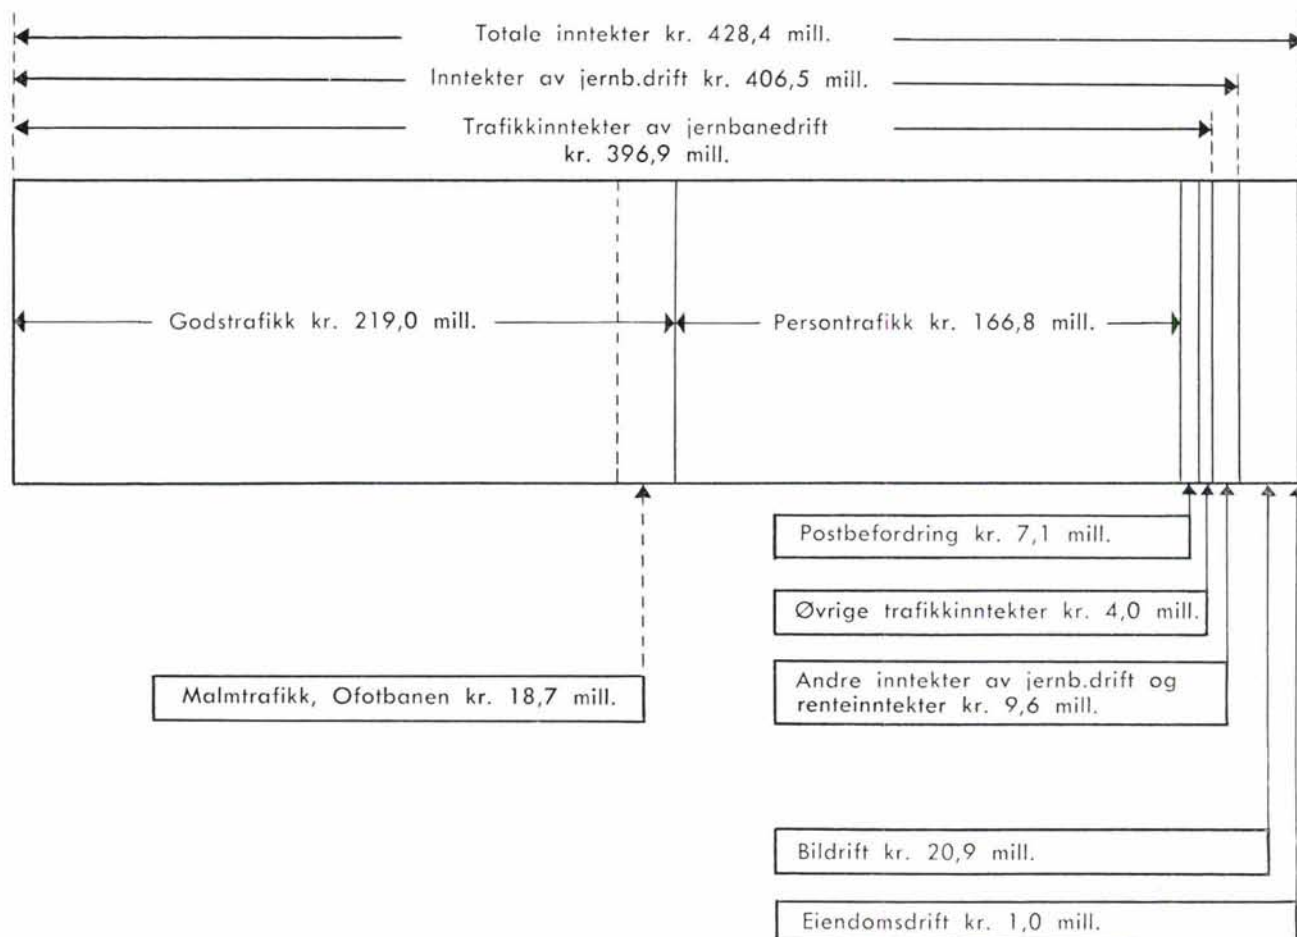 Totale inntekter kr. 428,4 mill.
Inntekter av jernb.drift kr. 406,5 mill.
Trafikkinntekter av jernbanedrift
kr. 396,9 mill.
Godstrafikk kr. 219,0 mill.
Persontrafikk kr. 166,8 mill.
Postbefordring kr. 7,1 mill.
Øvrige trafikkinntekter kr. 4,0 mill.
Malmtrafikk, Ofotbanen kr. 18,7 mill.
Andre inntekter av jernb.drift og
renteinntekter kr. 9,6 mill.
Bildrift kr. 20,9 mill.
Eiendomsdrift kr. 1,0 mill.